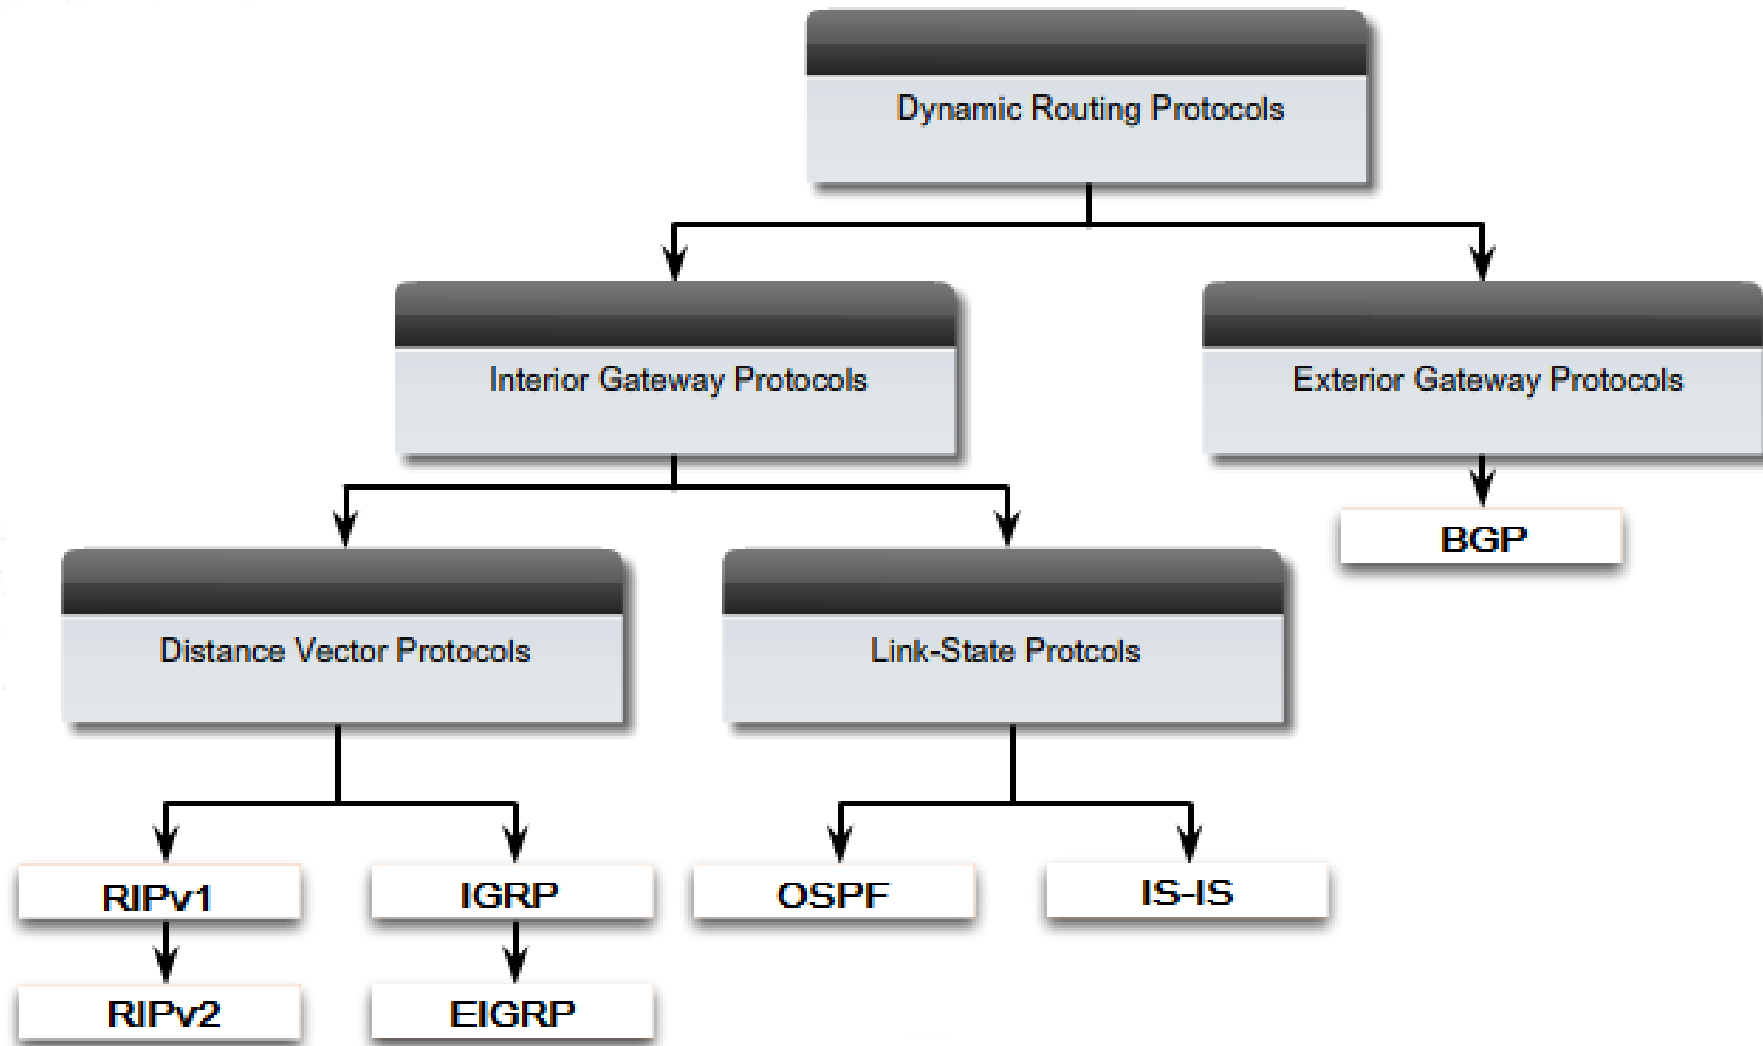 Dynamic Routing Protocols
Interior Gateway Protocols
Exterior Gateway Protocols
BGP
Distance Vector Protocols
Link-State Protcols
RIPv1
IGRP
OSPF
IS-IS
RIPv2
EIGRP